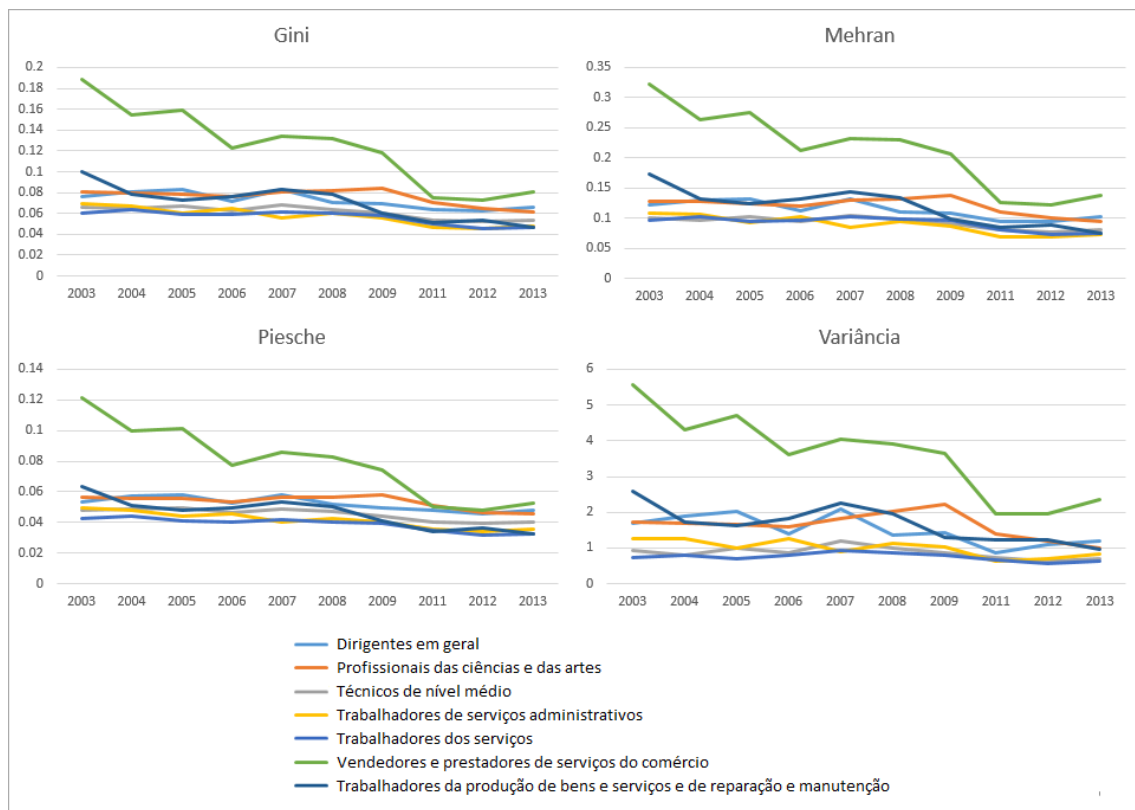 Gini
0.2
0.18
0.16
0.14
0.12
0.1
0.08
0.06
0.04
0.02
0
2003 2004 2005 2006 2007 2008 2009 2011 2012 2013
Mehran
0.35
0.3
0.25
0.2
0.15
0.1
0.05
0
2003 2004 2005 2006 2007 2008 2009 2011 2012 2013
Piesche
0.14
0.12
0.1
0.08
0.06
0.04
0.02
0
2003 2004 2005 2006 2007 2008 2009 2011 2012 2013
Variância
6
5
4
3
2
1
0
2003 2004 2005 2006 2007 2008 2009 2011 2012 2013
Dirigentes em geral
Profissionais das ciências e das artes
Técnicos de nível médio
Trabalhadores de serviços administrativos
Trabalhadores dos serviços
Vendedores e prestadores de serviços do comércio
Trabalhadores da produção de bens e serviços e de reparação e manutenção